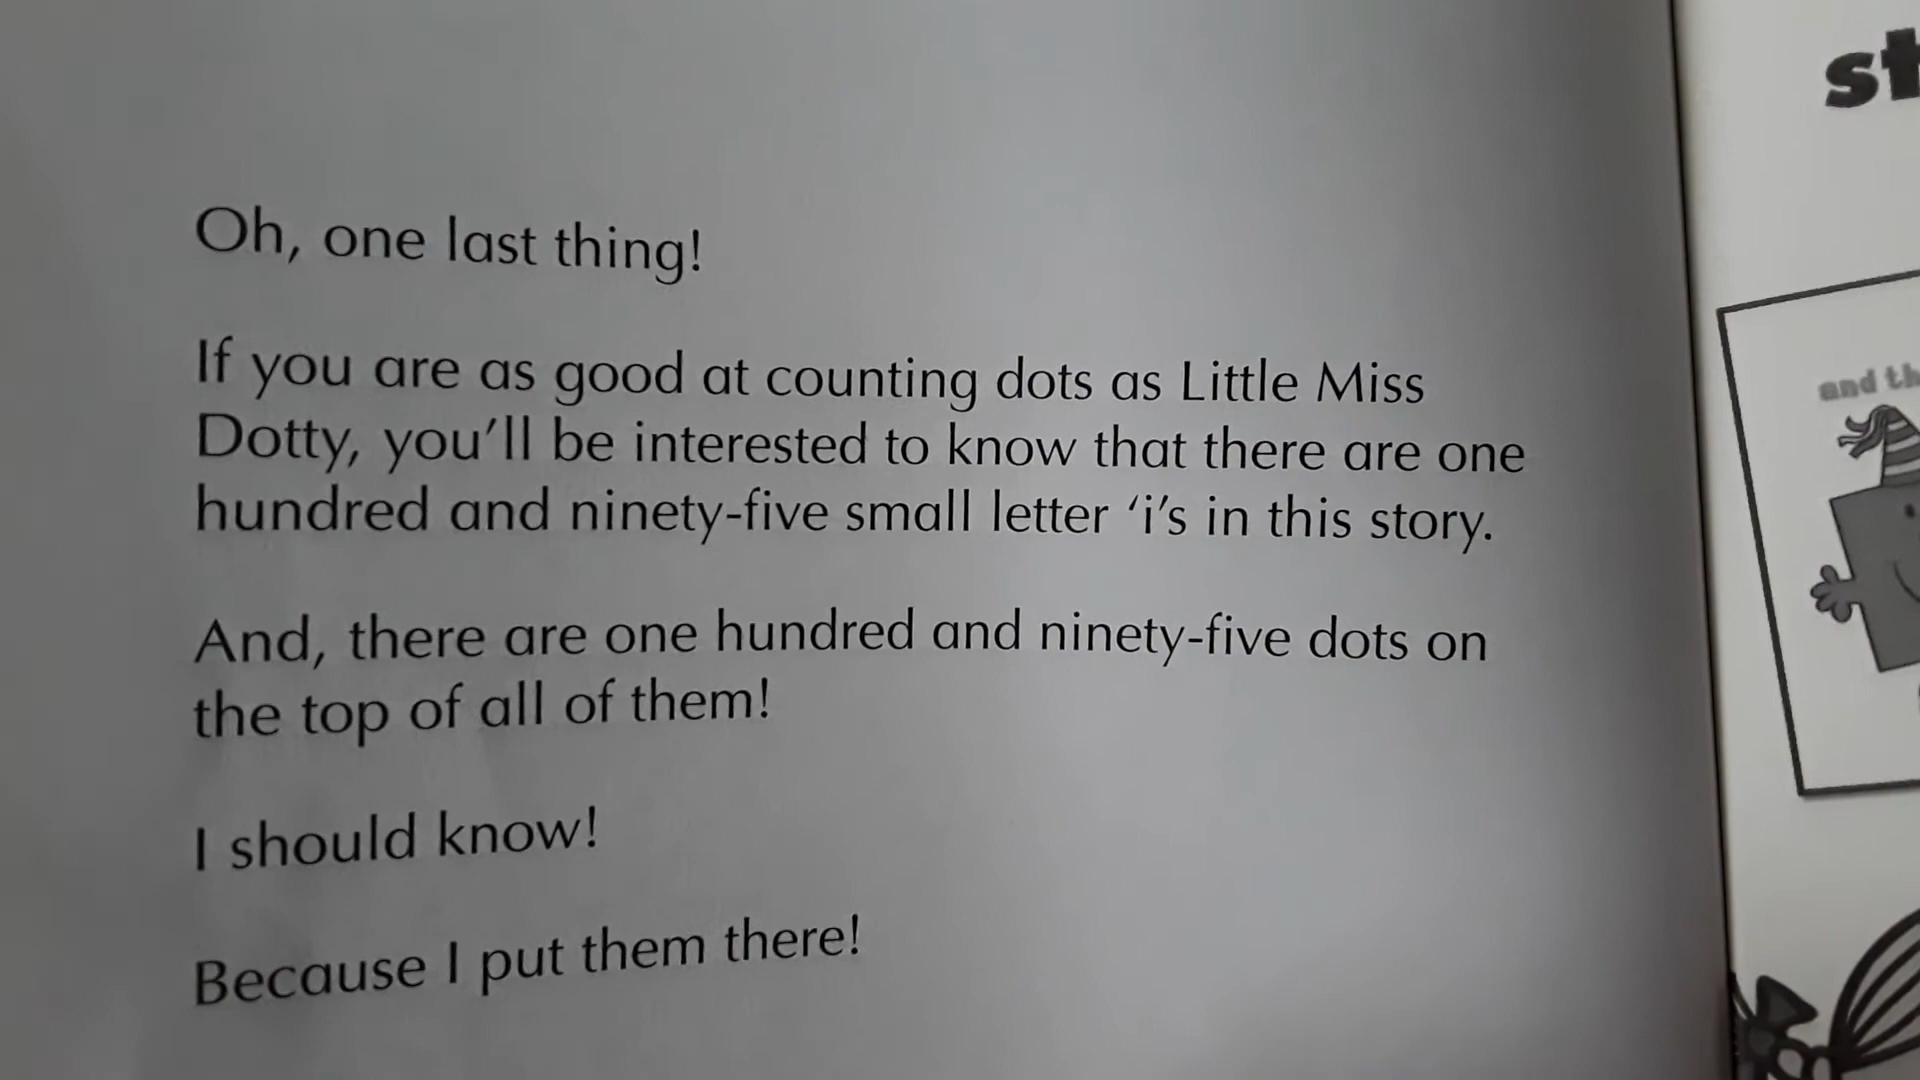 Oh, one last thing!
If you are as good at counting dots as Little Miss
Dotty, you'll be interested to know that there are one
hundred and ninety-five small letter 'i's in this story.
And, there are one hundred and ninety-five dots on
the top of all of them!
I should know!
Because I put them there!
st
and th